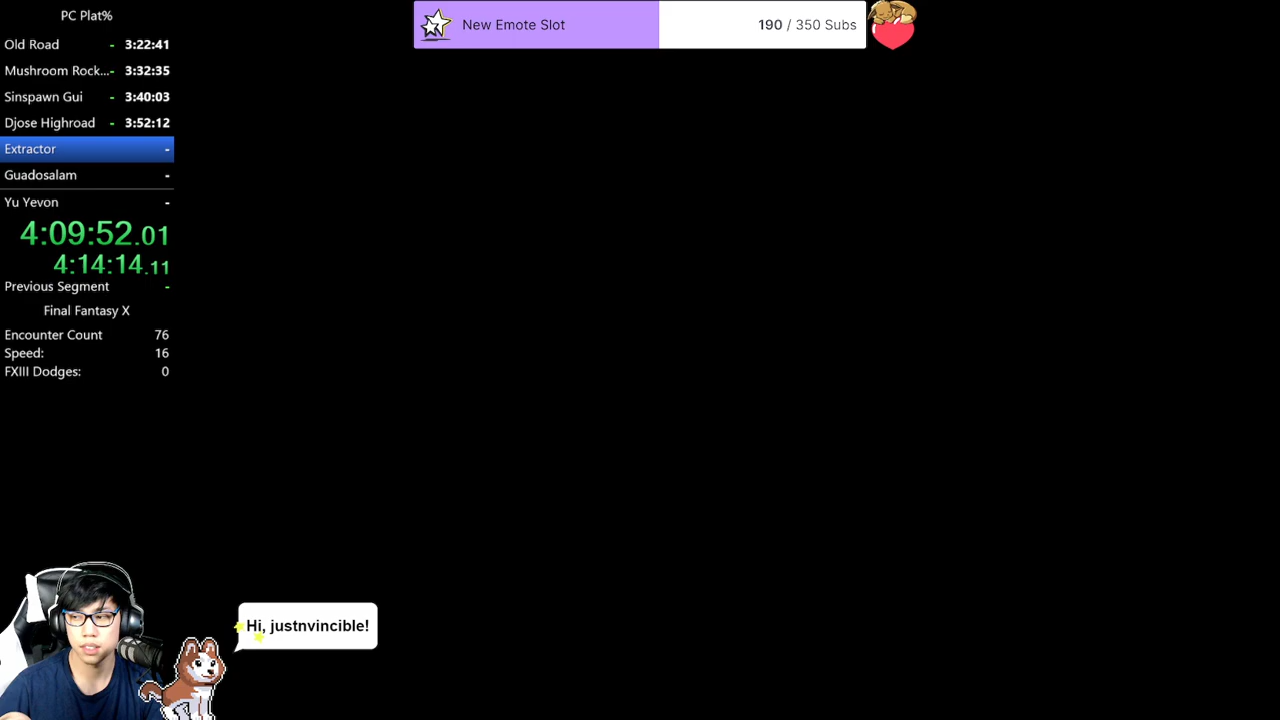 PC Plat%
Old Road - 3:22:41
Mushroom Rock...- 3:32:35
Sinspawn Gui - 3:40:03
Djose Highroad - 3:52:12
Extractor -
Guadosalam -
Yu Yevon -
4:09:52.01
4:14:14.11
Previous Segment -
Final Fantasy X
Encounter Count 76
Speed: 16
FXIII Dodges: 0
New Emote Slot 190 / 350 Subs
Hi, justnvincible!